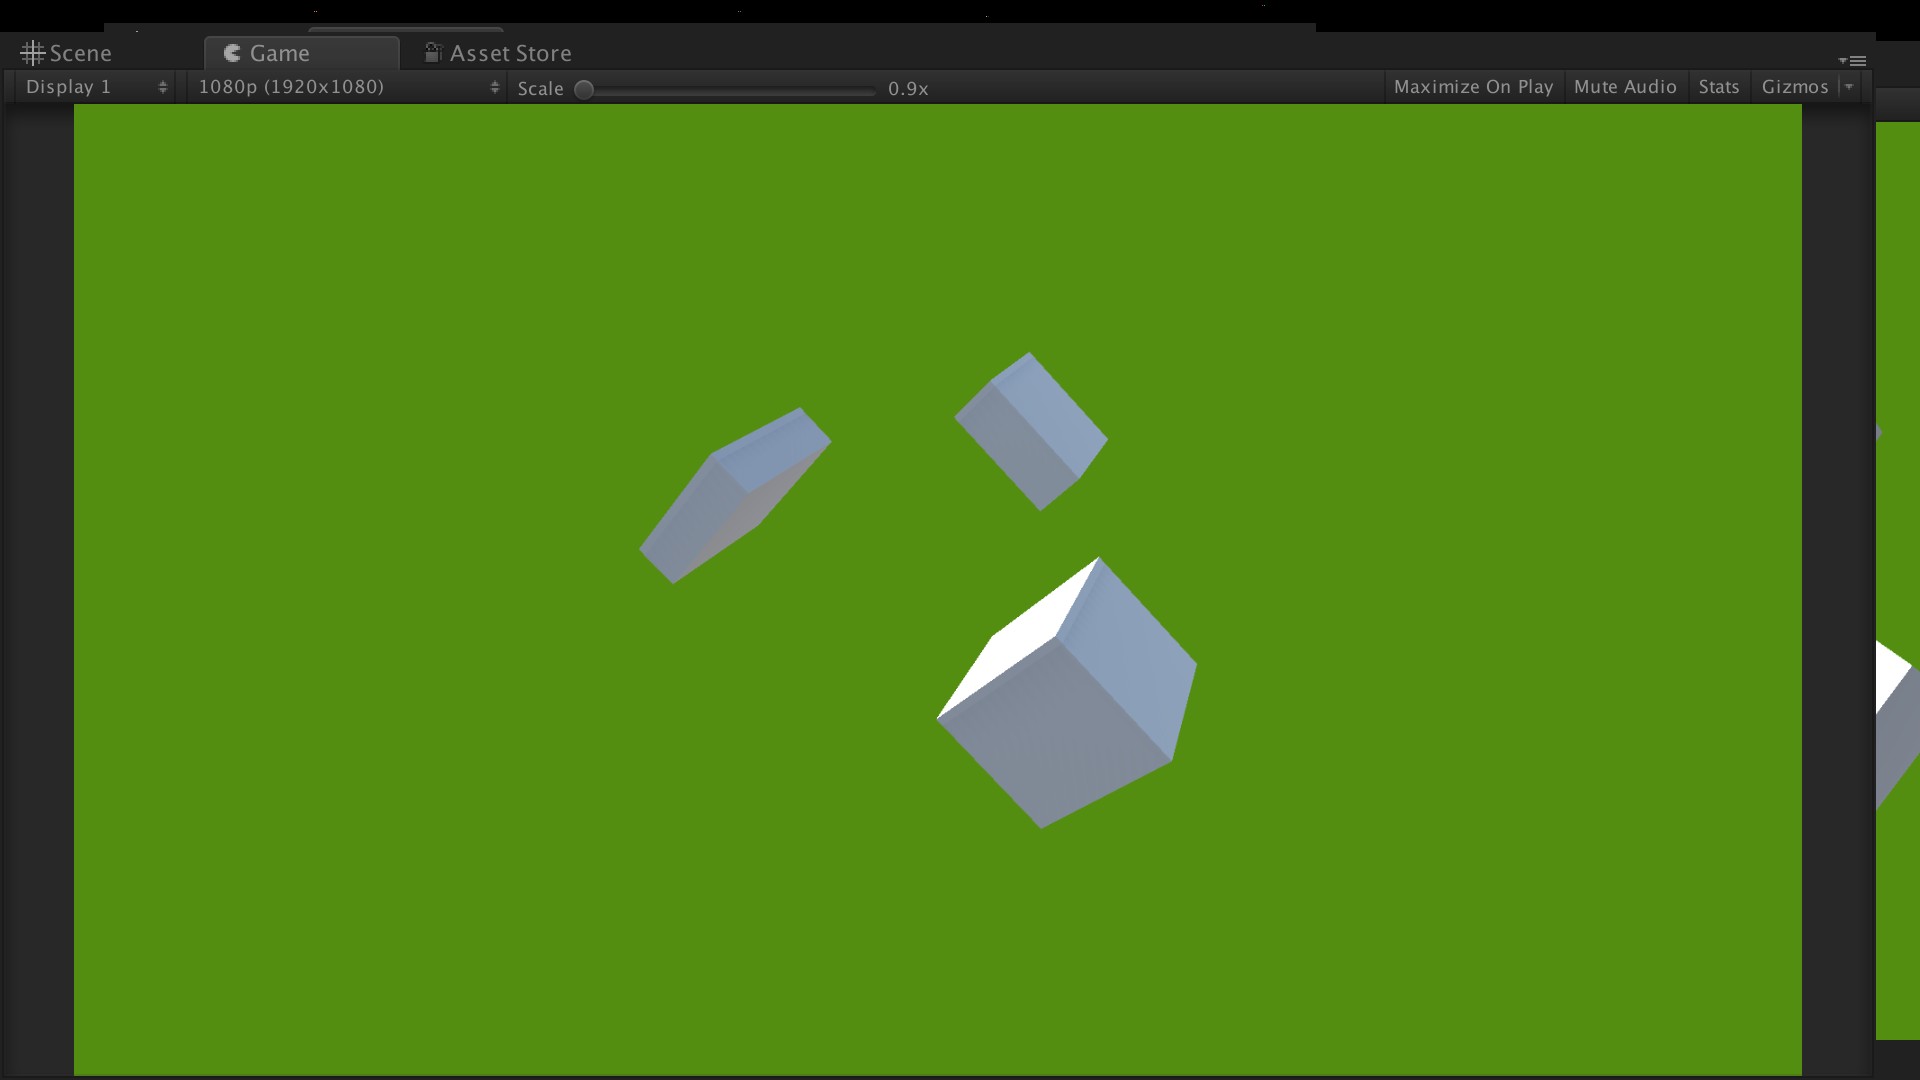 Scene Game Asset Store
Display 1 1080p (1920x1080) Scale 0.9x Maximize On Play Mute Audio Stats Gizmos